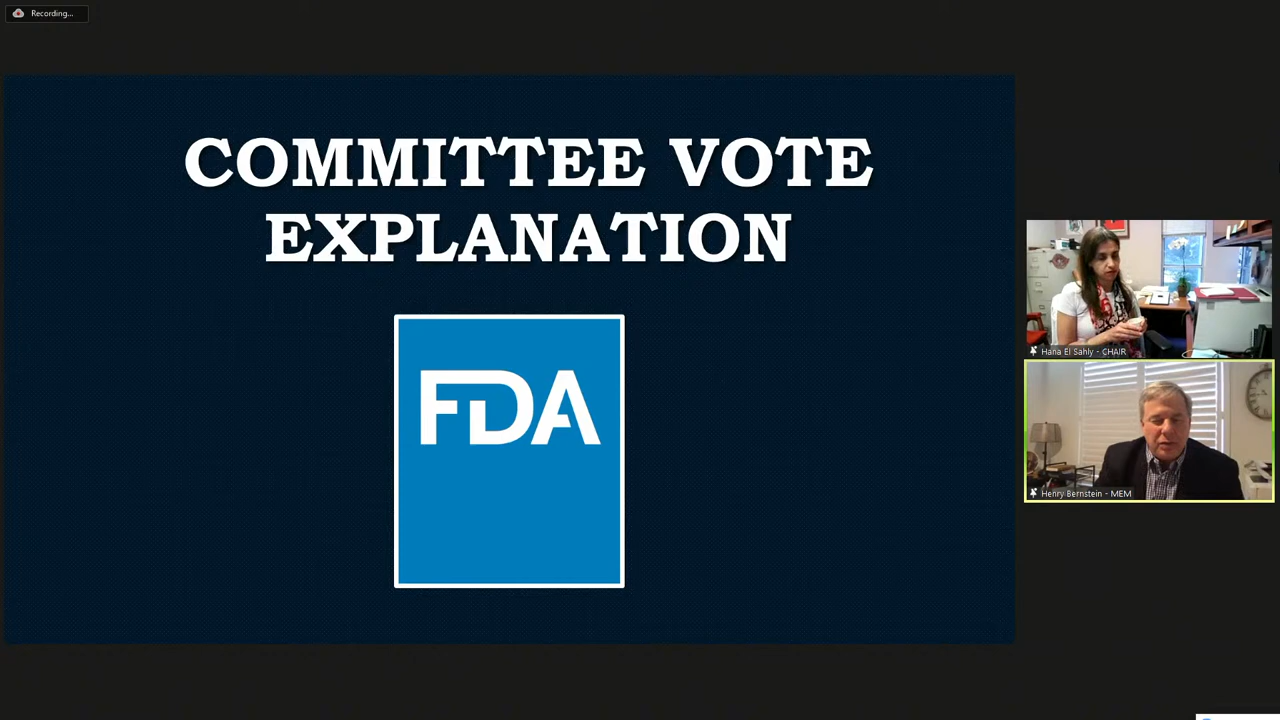 Recording...
COMMITTEE VOTE
EXPLANATION
FDA
Hana El Sahly - CHAIR
Henry Bernstein - MEM